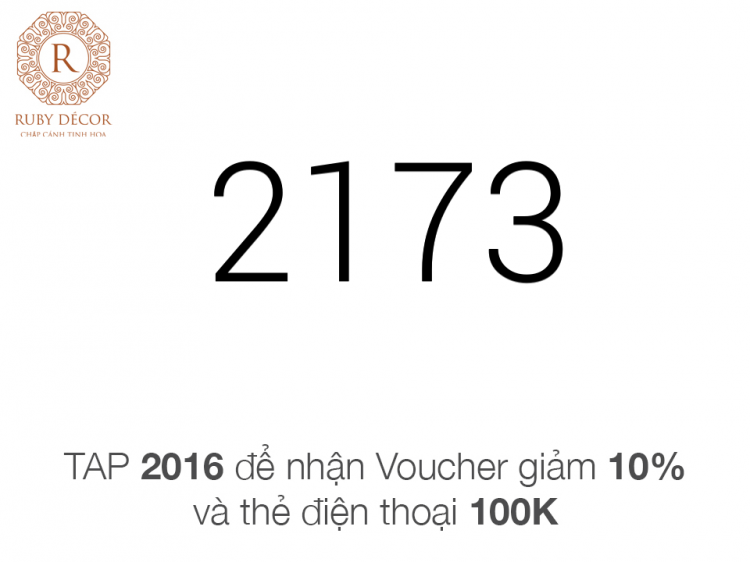 R
RUBY DÉCOR
CHẮP CÁNH TINH HOA
2173
TAP 2016 để nhận Voucher giảm 10%
và thẻ điện thoại 100K